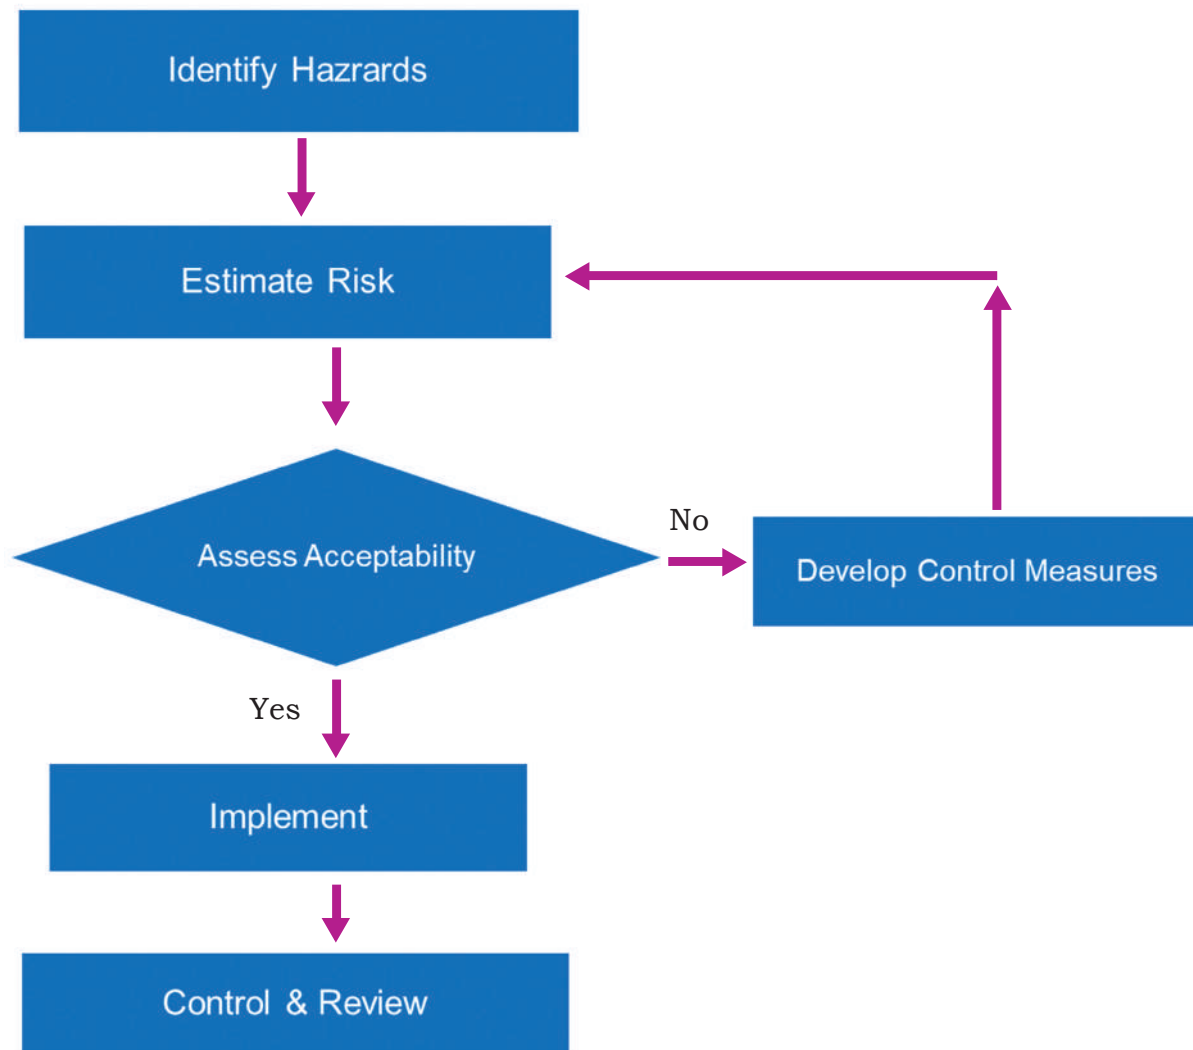 Identify Hazrards
Estimate Risk
Assess Acceptability
No
Develop Control Measures
Yes
Implement
Control & Review